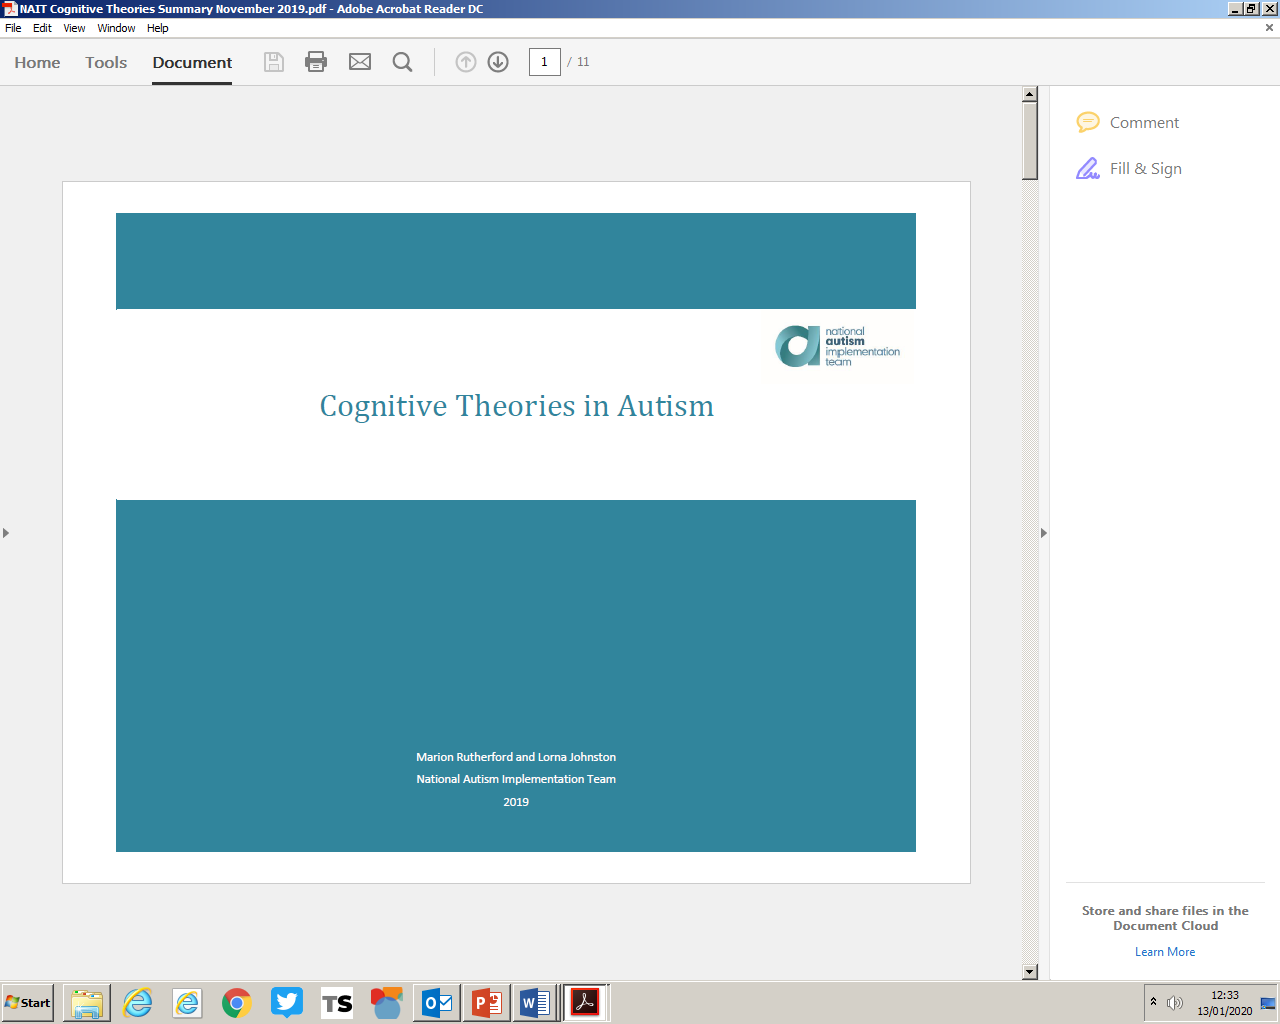 NAIT Cognitive Theories Summary November 2019.pdf - Adobe Acrobat Reader DC
File Edit View Window Help
Home Tools Document 1 / 11
Comment
Fill & Sign
national
autism
implementation
team
Cognitive Theories in Autism
Marion Rutherford and Lorna Johnston
National Autism Implementation Team
2019
Store and share files in the
Document Cloud
Learn More
Start TS 12:33
13/01/2020